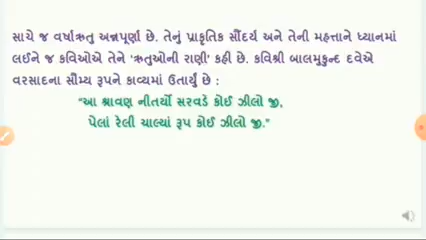 સાચે જ વર્ષાઋતુ અન્નપૂર્ણા છે. તેનું પ્રાકૃતિક સૌંદર્ય અને તેની મહત્તાને ધ્યાનમાં
લઈને જ કવિઓએ તેને 'ઋતુઓની રાણી' કહી છે. કવિશ્રી બાલમુકુન્દ દવેએ
વરસાદના સૌમ્ય રૂપને કાવ્યમાં ઉતાર્યું છે :
“આ શ્રાવણ નીતર્યો સરવડે કોઈ ઝીલો જી,
પેલાં રેલી ચાલ્યાં રૂપ કોઈ ઝીલો જી.”